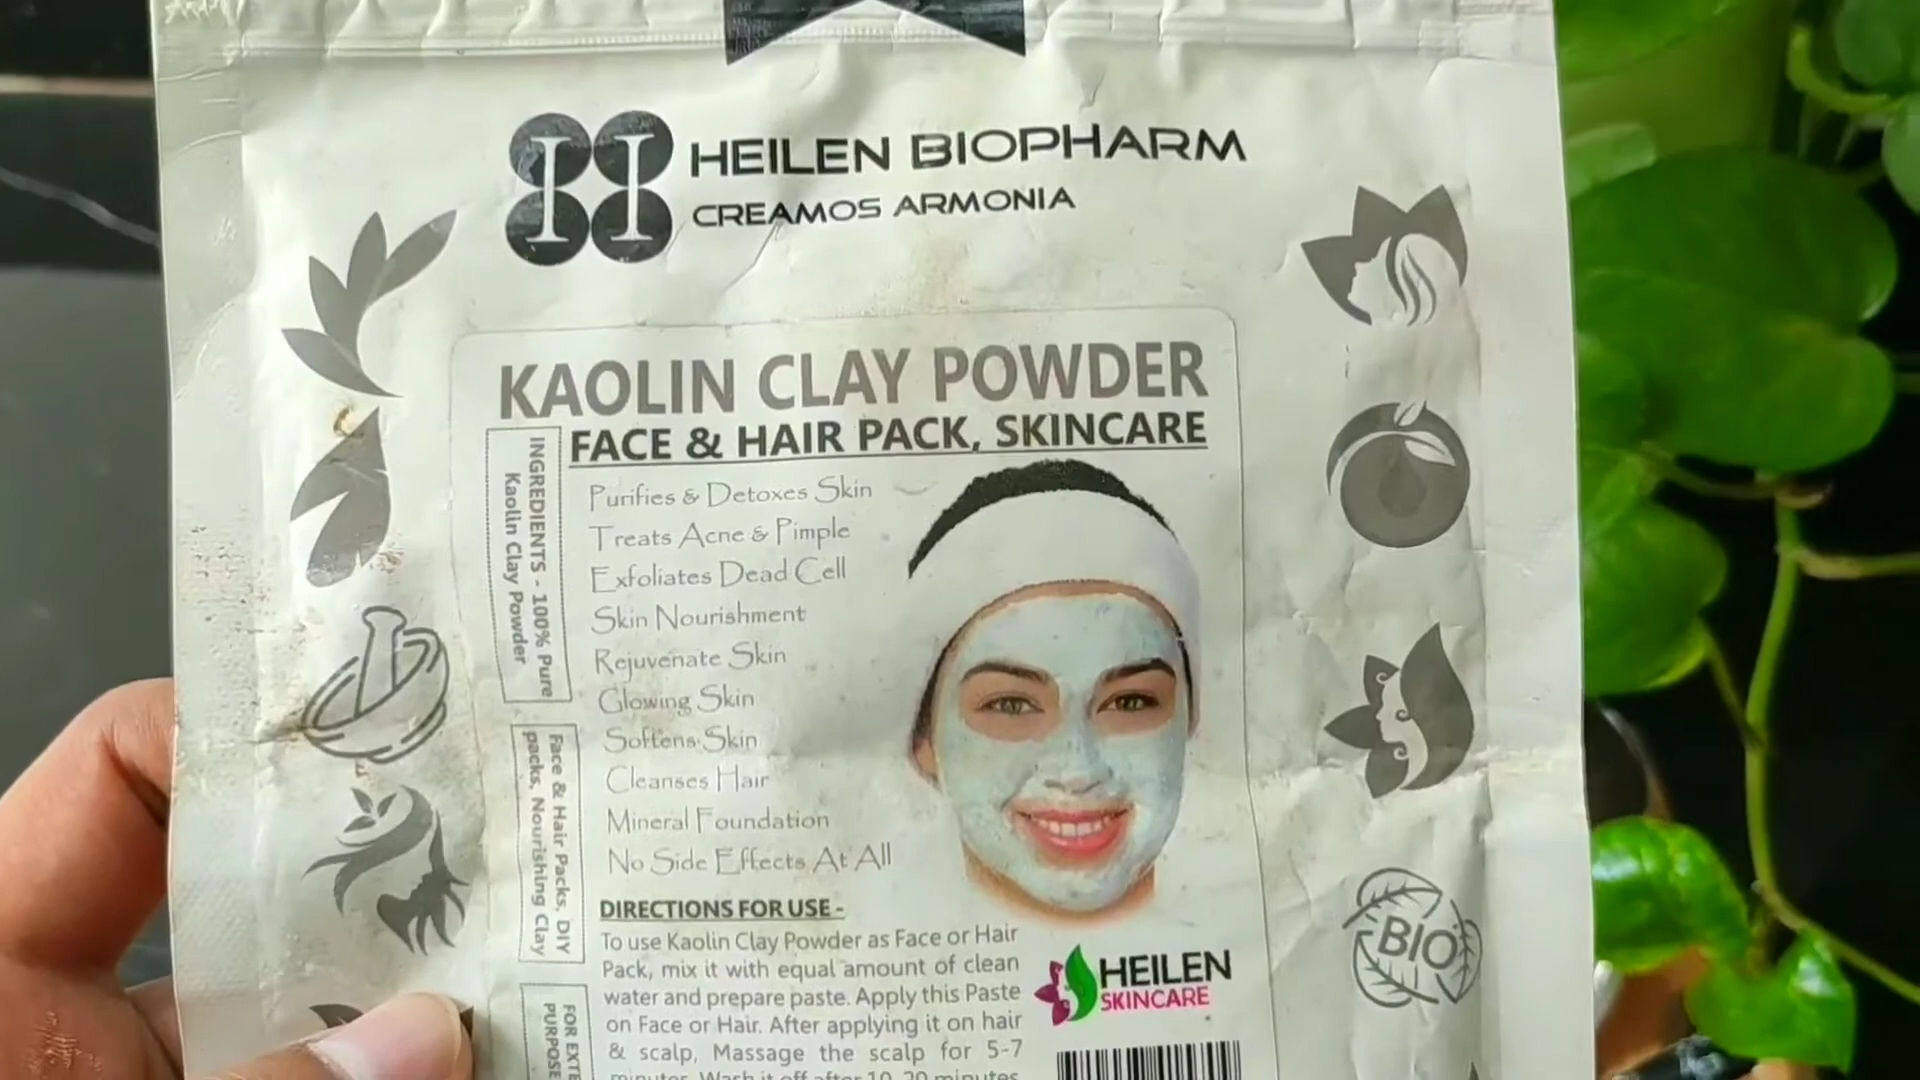 HEILEN BIOPHARM
CREAMOS ARMONIA
KAOLIN CLAY POWDER
FACE & HAIR PACK, SKINCARE
INGREDIENTS - 100% Pure
Kaolin Clay Powder
Purifies & Detoxes Skin
Treats Acne & Pimple
Exfoliates Dead Cell
Skin Nourishment
Rejuvenate Skin
Glowing Skin
Softens Skin
Cleanses Hair
Mineral Foundation
No Side Effects At All
Face & Hair Packs, DIY
packs, Nourishing Clay
DIRECTIONS FOR USE -
To use Kaolin Clay Powder as Face or Hair
Pack, mix it with equal amount of clean
water and prepare paste. Apply this Paste
on Face or Hair. After applying it on hair
& scalp, Massage the scalp for 5-7
minutes. Wash it off after 10-20 minutes
HEILEN
SKINCARE
BIO
FOR EXTE
PURPOSE